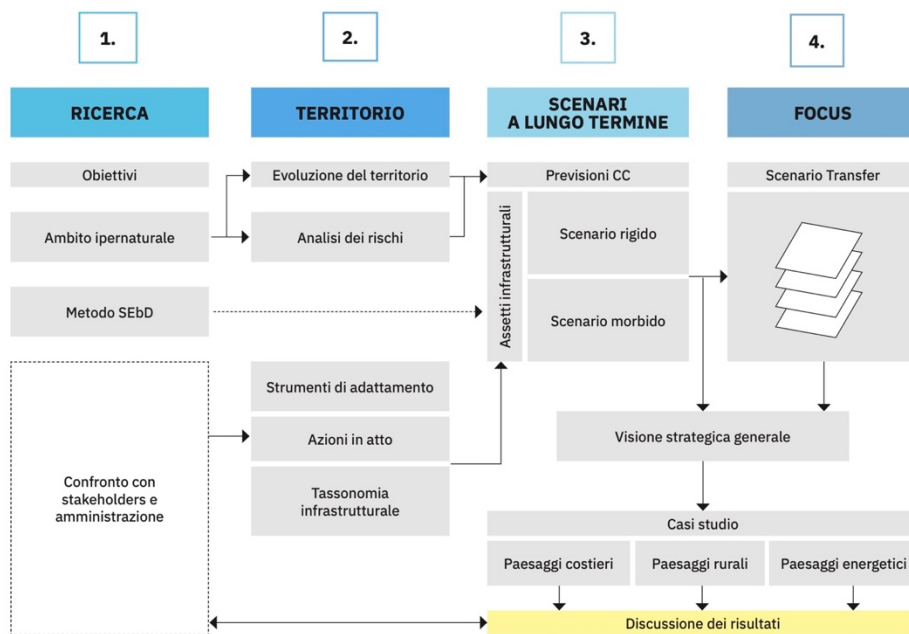 1.
2.
3.
4.
RICERCA
TERRITORIO
SCENARI
A LUNGO TERMINE
FOCUS
Obiettivi
Evoluzione del territorio
Previsioni CC
Scenario Transfer
Ambito ipernaturale
Analisi dei rischi
Assetti infrastrutturali
Scenario rigido
Metodo SEbD
Scenario morbido
Strumenti di adattamento
Azioni in atto
Visione strategica generale
Confronto con
stakeholders e
amministrazione
Tassonomia
infrastrutturale
Casi studio
Paesaggi costieri
Paesaggi rurali
Paesaggi energetici
Discussione dei risultati